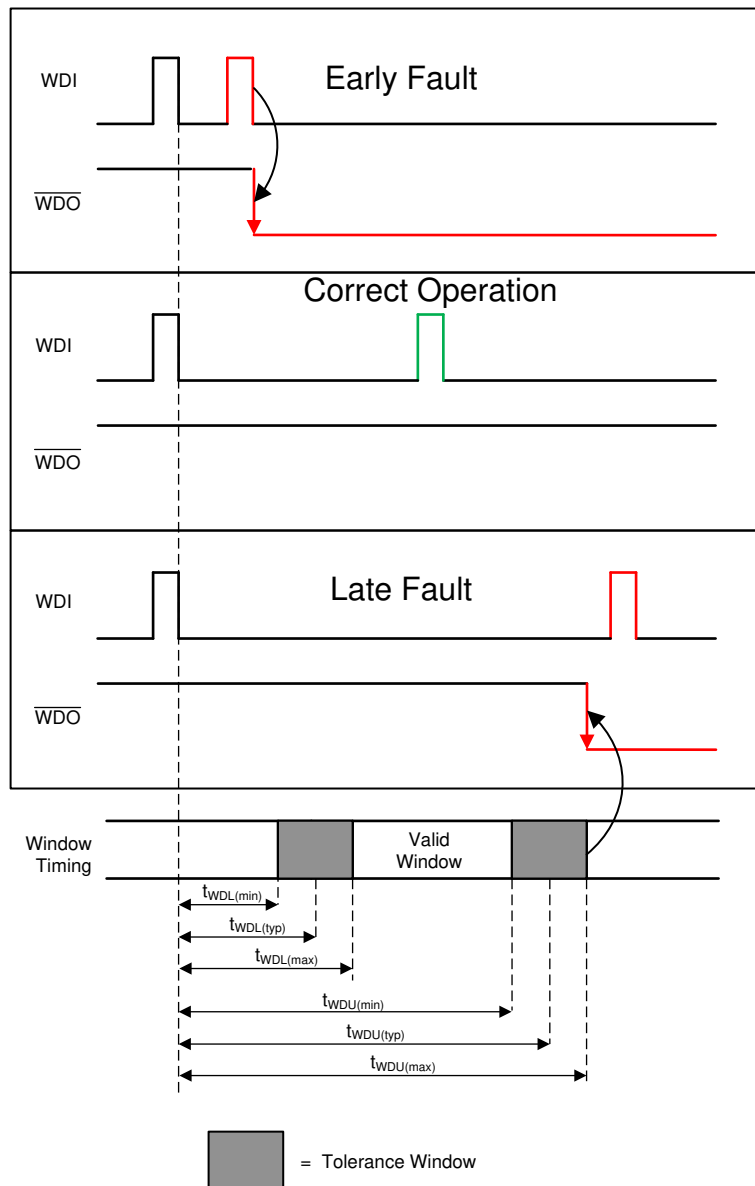 Early Fault
WDI
WDO
Correct Operation
WDI
WDO
Late Fault
WDI
WDO
Window
Timing
Valid
Window
tWDL(min)
tWDL(typ)
tWDL(max)
tWDU(min)
tWDU(typ)
tWDU(max)
= Tolerance Window